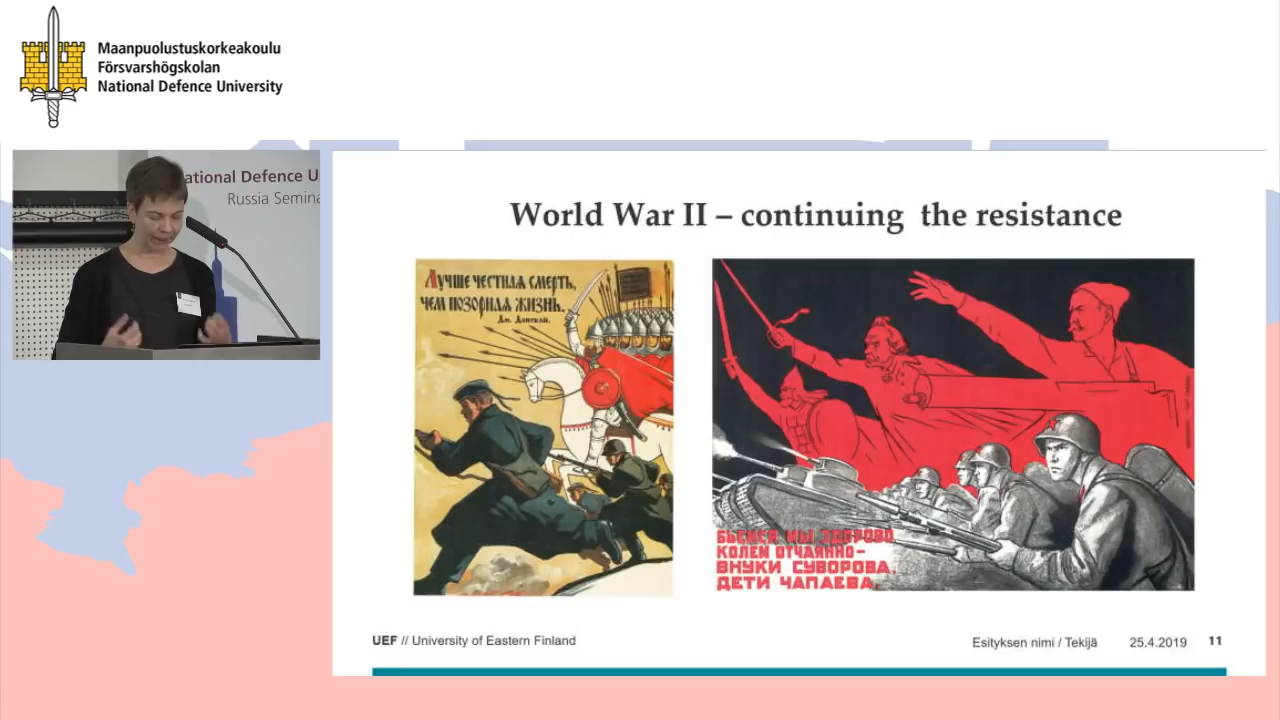 Maanpuolustuskorkeakoulu
Försvarshögskolan
National Defence University
ational Defence U
Russia Semina
World War II – continuing the resistance
Лучше честная смерть,
чем позорная жизнь.
Дм. Донской.
БЬЕМСЯ МЫ ЗДОРОВО,
КОЛЕМ ОТЧАЯННО–
ВНУКИ СУВОРОВА,
ДЕТИ ЧАПАЕВА.
UEF // University of Eastern Finland
Esityksen nimi / Tekijä 25.4.2019 11